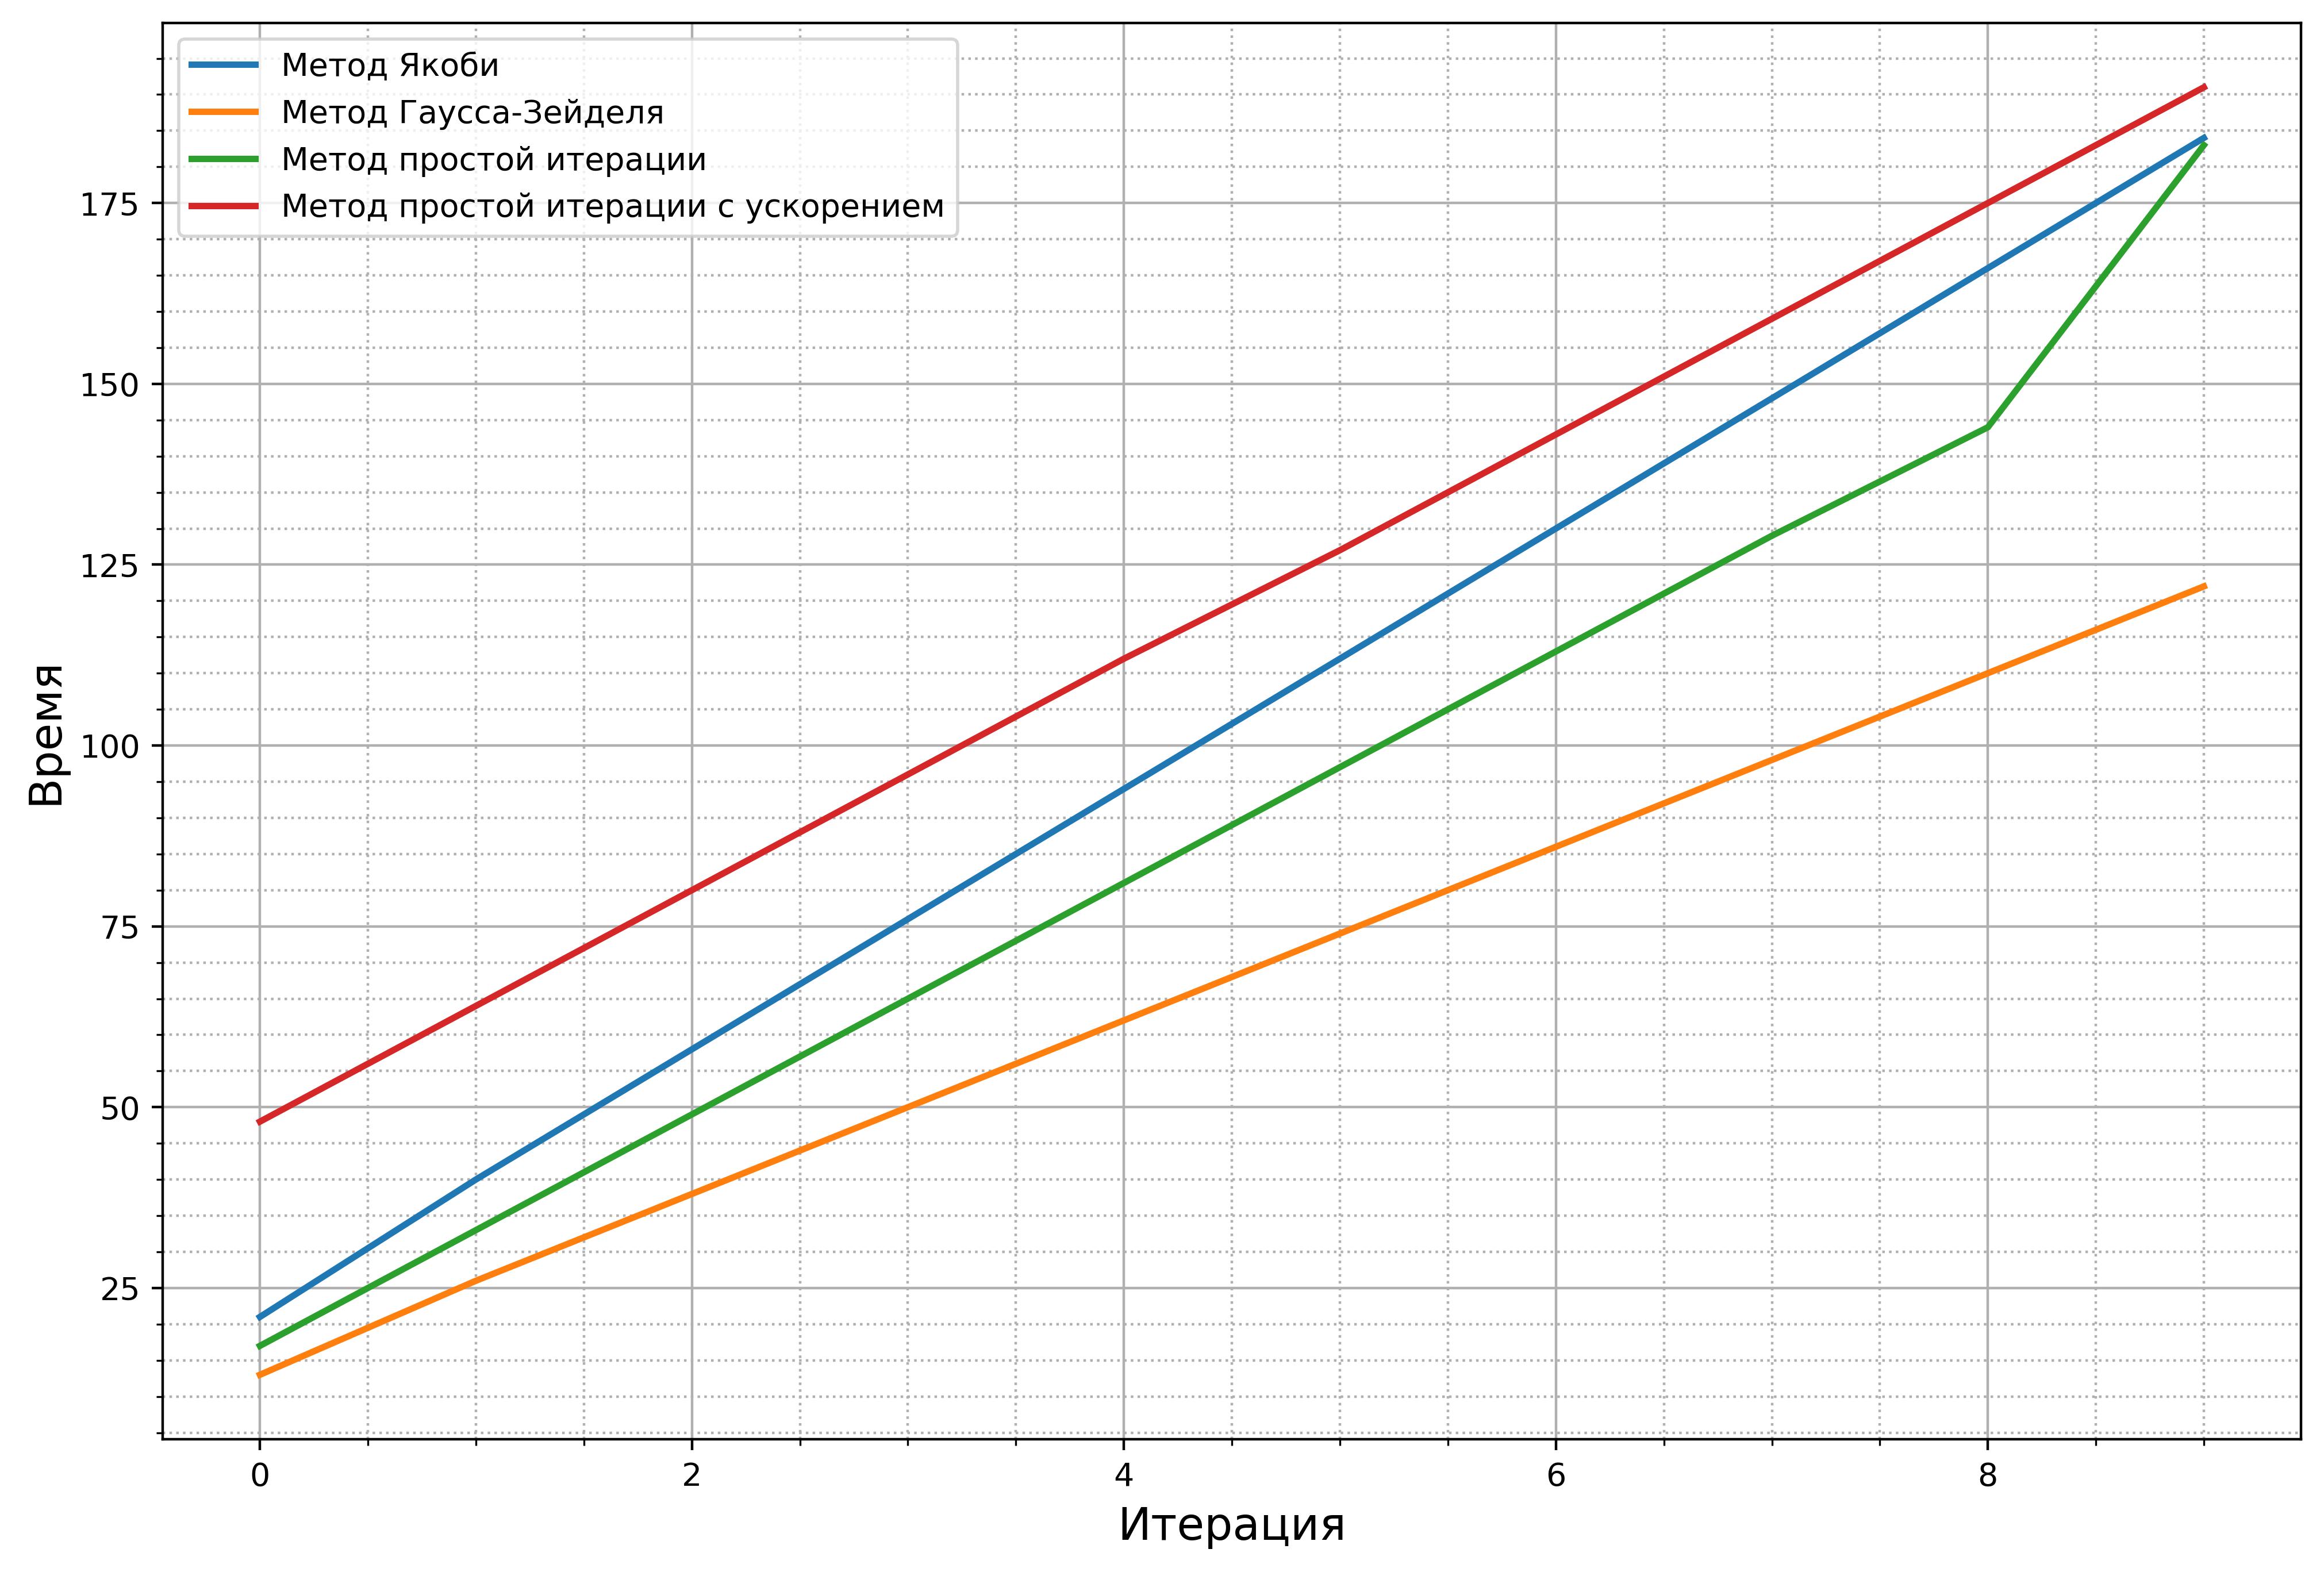 Метод Якоби
Метод Гаусса-Зейделя
Метод простой итерации
Метод простой итерации с ускорением
175
150
125
100
75
50
25
Время
0 2 4 6 8
Итерация